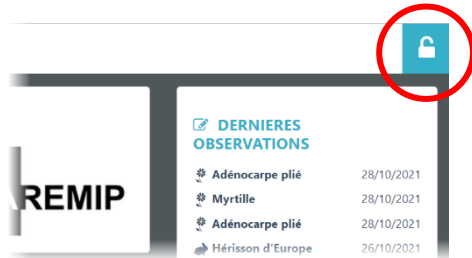 DERNIERES
OBSERVATIONS
Adénocarpe plié 28/10/2021
Myrtille 28/10/2021
Adénocarpe plié 28/10/2021
Hérisson d'Europe 26/10/2021
REMIP